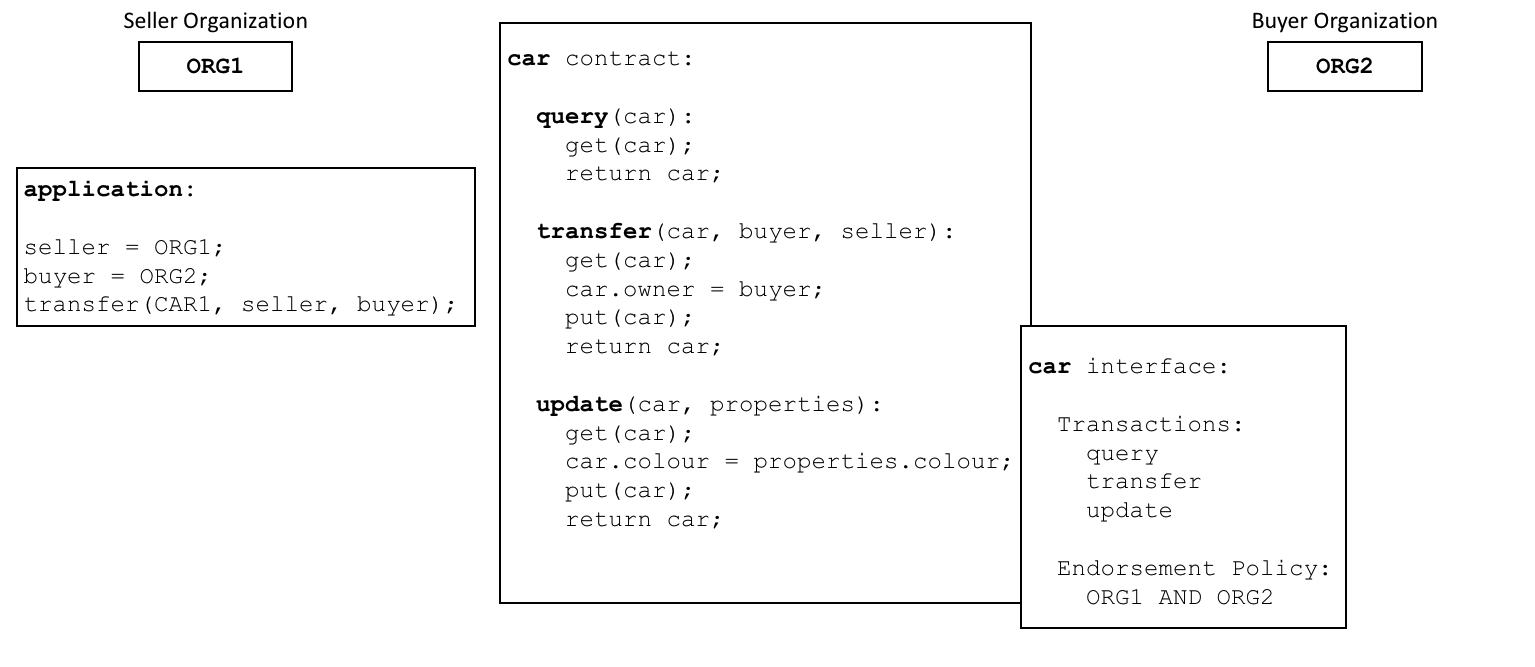 Seller Organization
ORG1
application:
seller = ORG1;
buyer = ORG2;
transfer(CAR1, seller, buyer);
car contract:
query(car):
get(car);
return car;
transfer(car, buyer, seller):
get(car);
car.owner = buyer;
put(car);
return car;
update(car, properties):
get(car);
car.colour = properties.colour;
put(car);
return car;
Buyer Organization
ORG2
car interface:
Transactions:
query
transfer
update
Endorsement Policy:
ORG1 AND ORG2